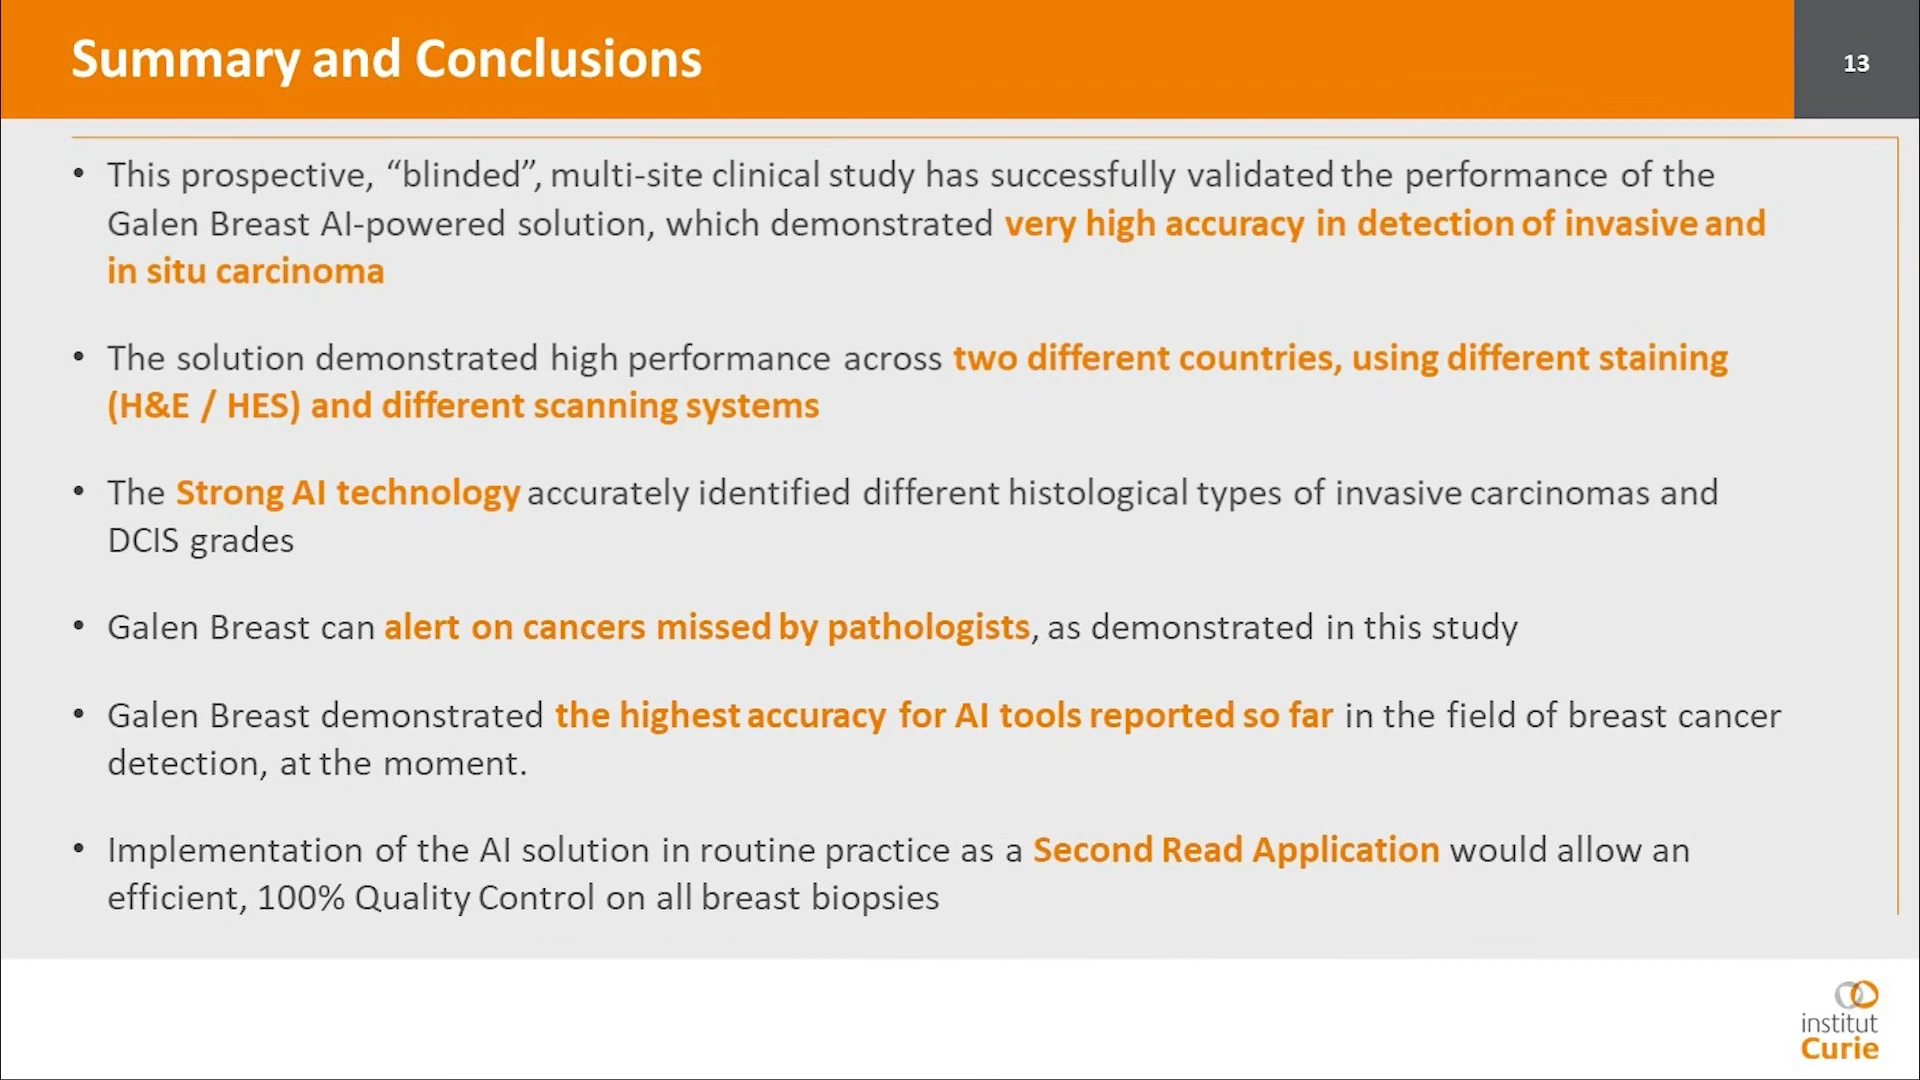 Summary and Conclusions
13
• This prospective, “blinded”, multi-site clinical study has successfully validated the performance of the
Galen Breast AI-powered solution, which demonstrated very high accuracy in detection of invasive and
in situ carcinoma
• The solution demonstrated high performance across two different countries, using different staining
(H&E / HES) and different scanning systems
• The Strong AI technology accurately identified different histological types of invasive carcinomas and
DCIS grades
• Galen Breast can alert on cancers missed by pathologists, as demonstrated in this study
• Galen Breast demonstrated the highest accuracy for AI tools reported so far in the field of breast cancer
detection, at the moment.
• Implementation of the AI solution in routine practice as a Second Read Application would allow an
efficient, 100% Quality Control on all breast biopsies
institut
Curie